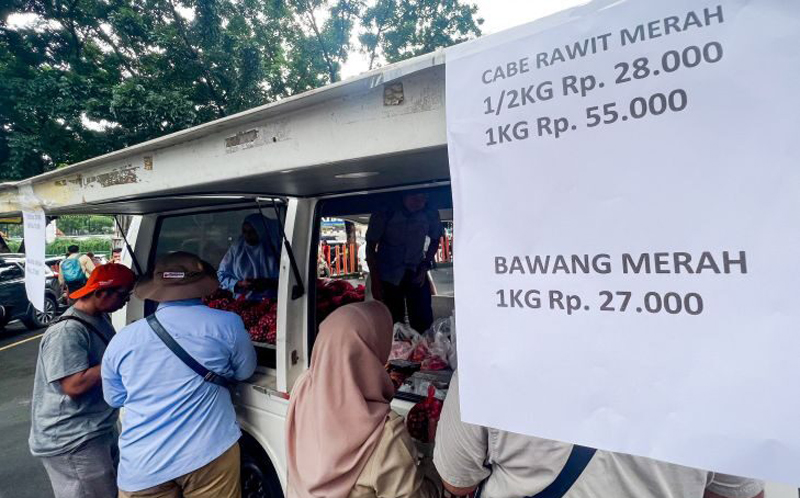 CABE RAWIT MERAH
1/2KG Rp. 28.000
1KG Rp. 55.000
BAWANG MERAH
1KG Rp. 27.000